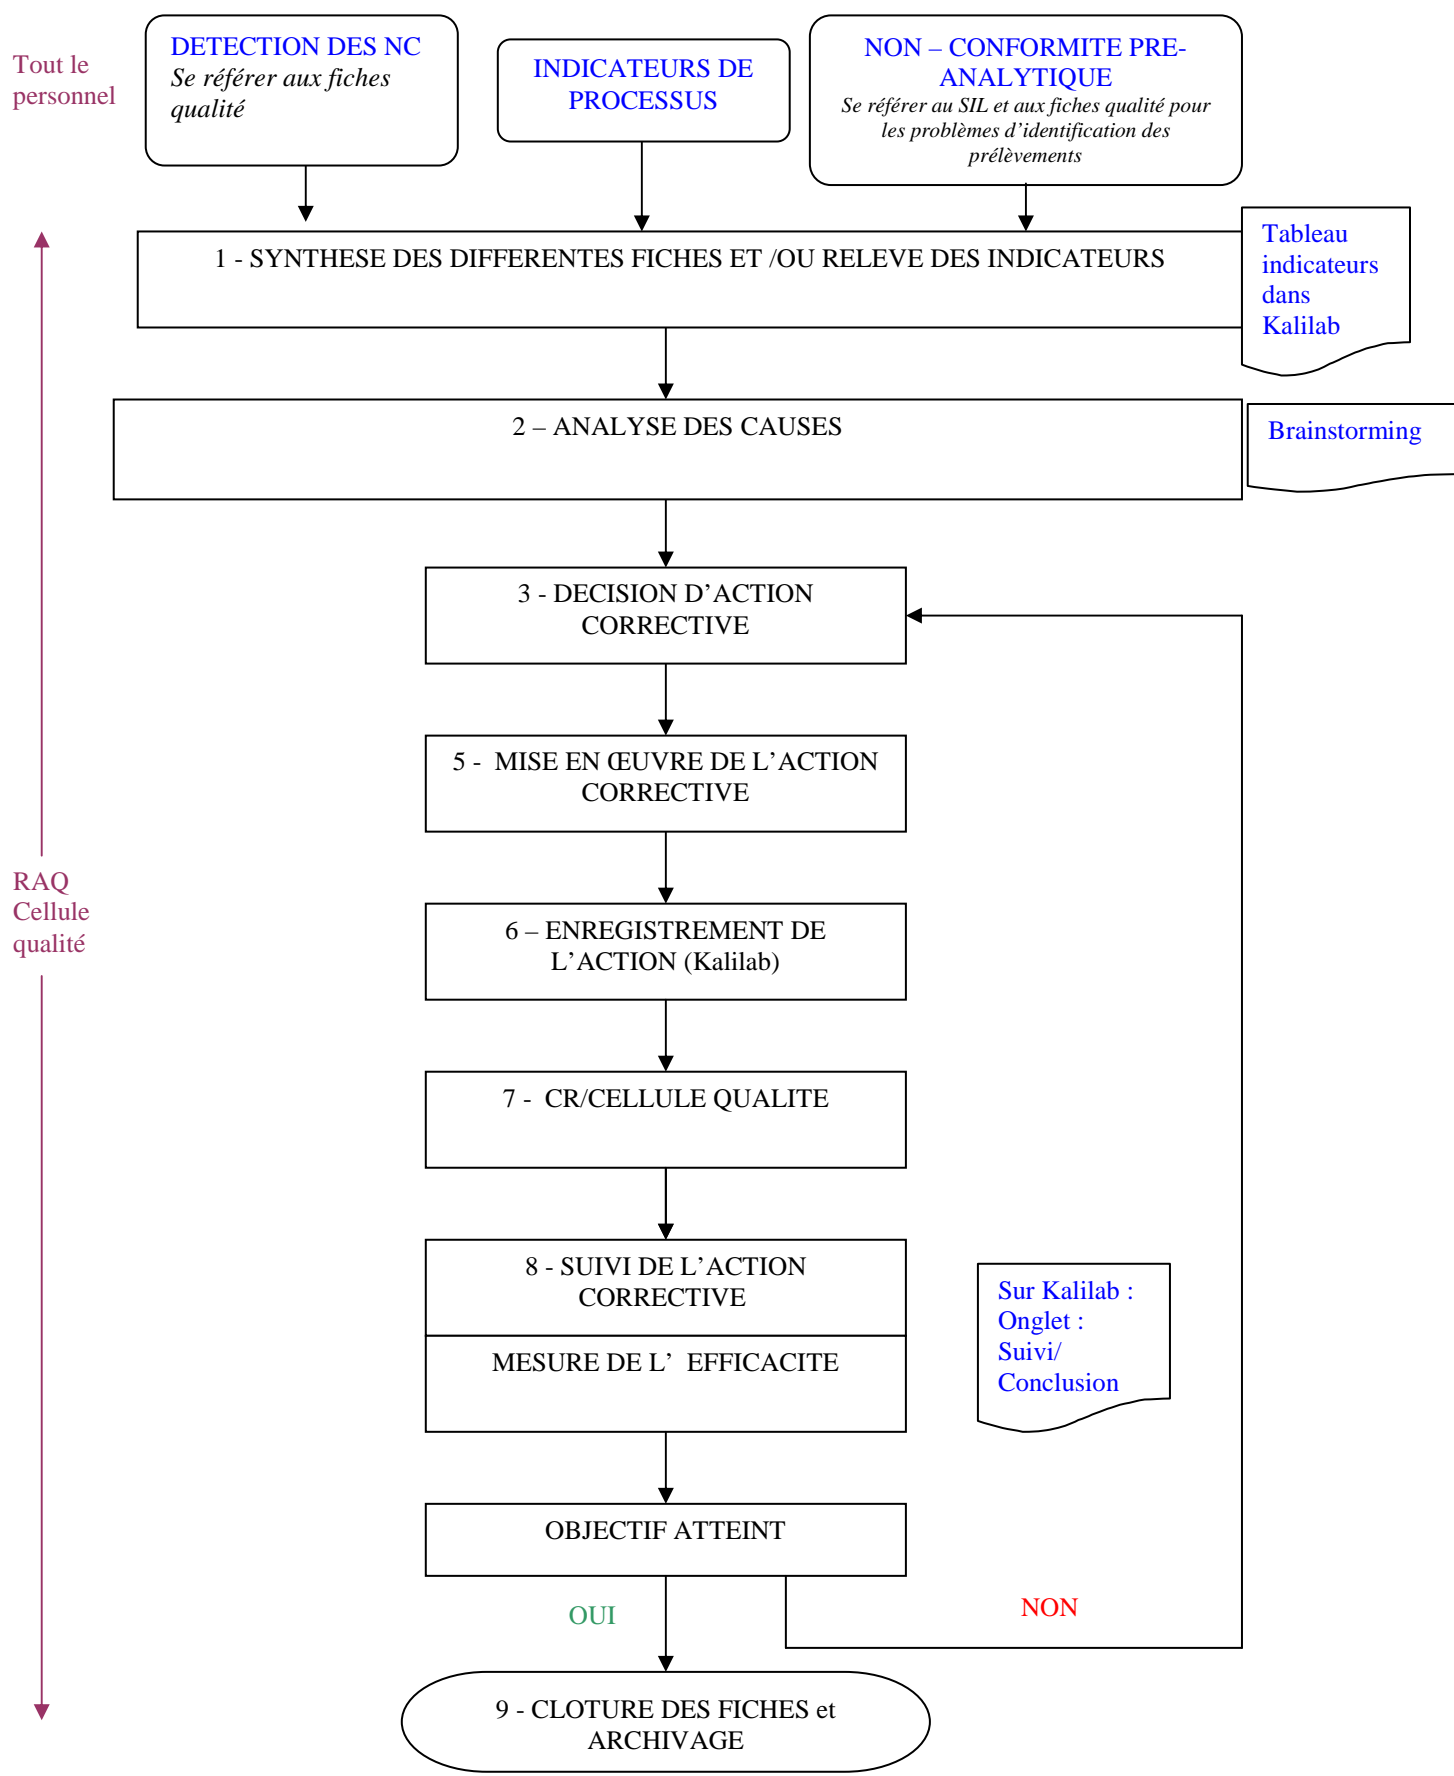 Tout le
personnel
DETECTION DES NC
Se référer aux fiches
qualité
INDICATEURS DE
PROCESSUS
NON – CONFORMITE PRE-
ANALYTIQUE
Se référer au SIL et aux fiches qualité pour
les problèmes d’identification des
prélèvements
1 - SYNTHESE DES DIFFERENTES FICHES ET /OU RELEVE DES INDICATEURS
Tableau
indicateurs
dans
Kalilab
2 – ANALYSE DES CAUSES
Brainstorming
3 - DECISION D’ACTION
CORRECTIVE
5 - MISE EN ŒUVRE DE L’ACTION
CORRECTIVE
RAQ
Cellule
qualité
6 – ENREGISTREMENT DE
L’ACTION (Kalilab)
7 - CR/CELLULE QUALITE
8 - SUIVI DE L’ACTION
CORRECTIVE
MESURE DE L’ EFFICACITE
Sur Kalilab :
Onglet :
Suivi/
Conclusion
OBJECTIF ATTEINT
OUI
NON
9 - CLOTURE DES FICHES et
ARCHIVAGE